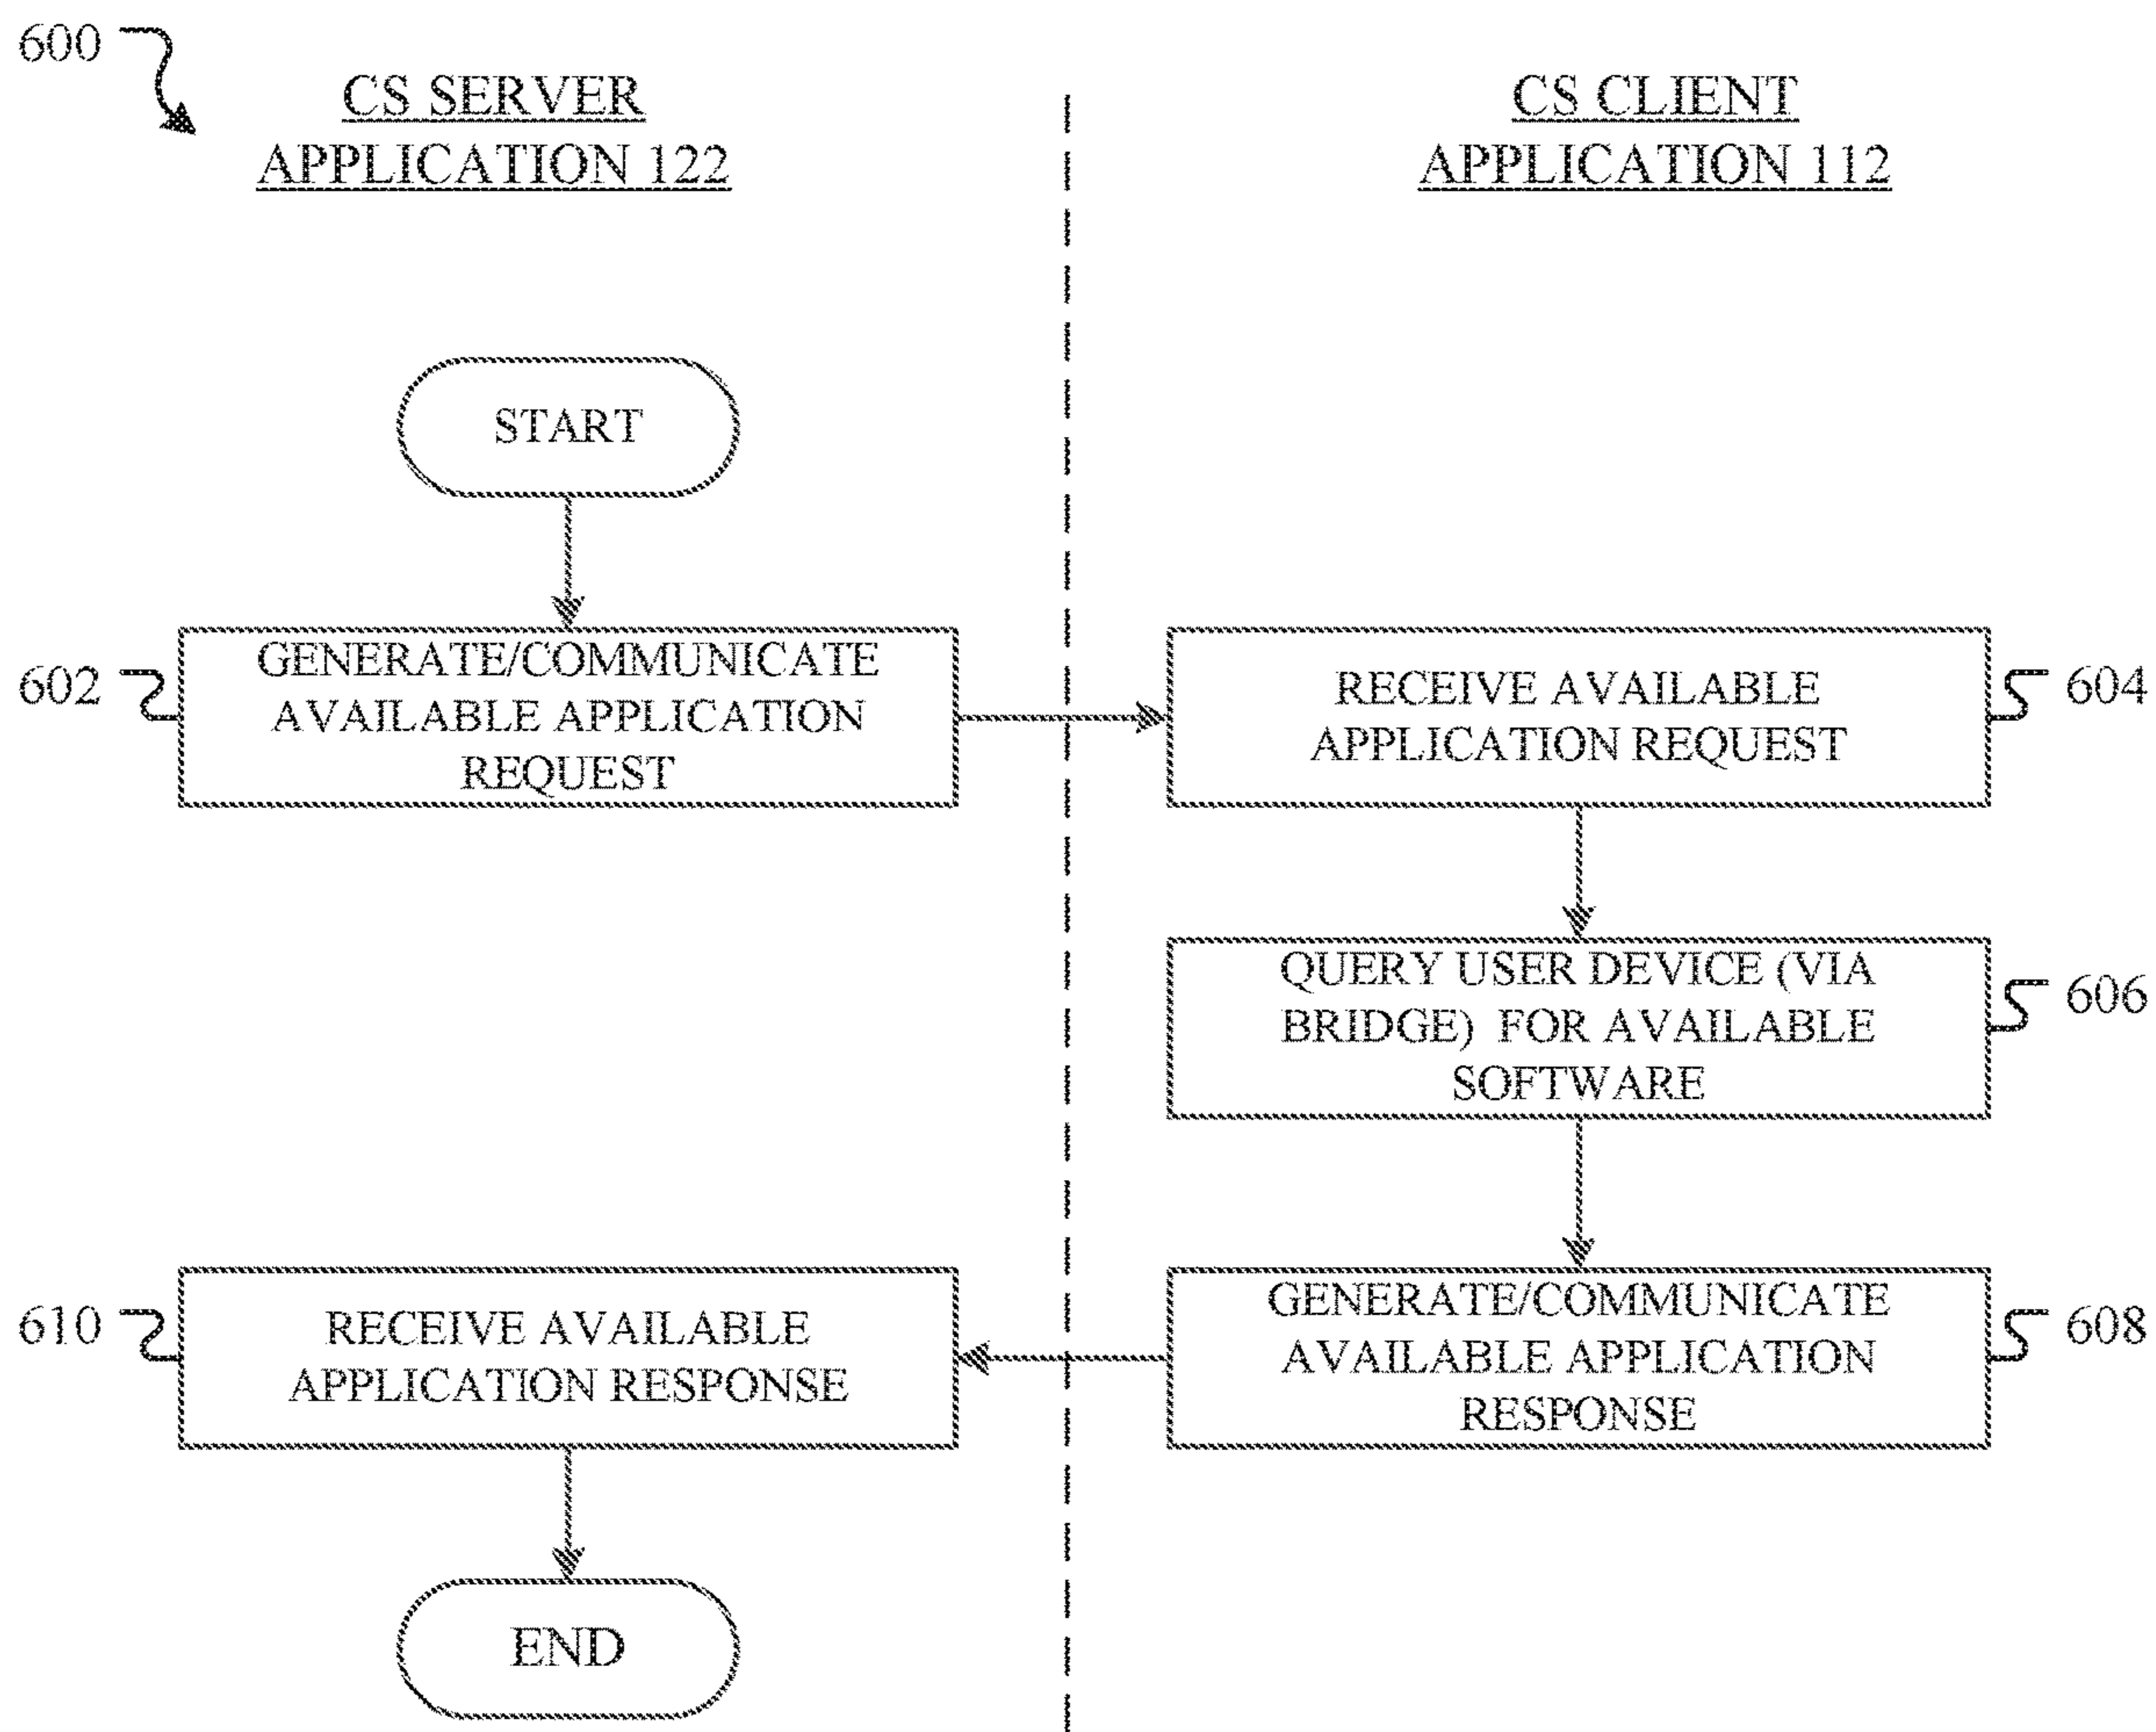 600
CS SERVER
APPLICATION 122
CS CLIENT
APPLICATION 112
START
602
GENERATE/COMMUNICATE
AVAILABLE APPLICATION
REQUEST
RECEIVE AVAILABLE
APPLICATION REQUEST
604
QUERY USER DEVICE (VIA
BRIDGE) FOR AVAILABLE
SOFTWARE
606
GENERATE/COMMUNICATE
AVAILABLE APPLICATION
RESPONSE
608
610
RECEIVE AVAILABLE
APPLICATION RESPONSE
END